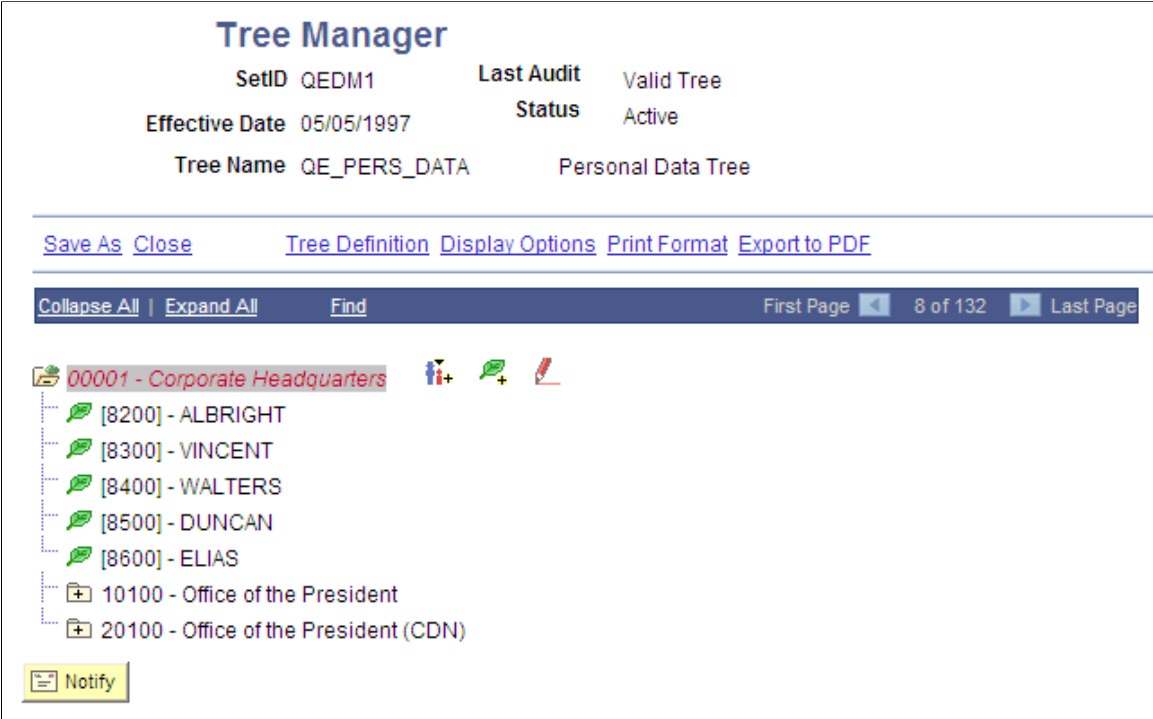 Tree Manager
SetID QEDM1 Last Audit Valid Tree
Effective Date 05/05/1997 Status Active
Tree Name QE_PERS_DATA Personal Data Tree
Save As Close Tree Definition Display Options Print Format Export to PDF
Collapse All | Expand All Find First Page 8 of 132 Last Page
00001 - Corporate Headquarters
[8200] - ALBRIGHT
[8300] - VINCENT
[8400] - WALTERS
[8500] - DUNCAN
[8600] - ELIAS
10100 - Office of the President
20100 - Office of the President (CDN)
Notify